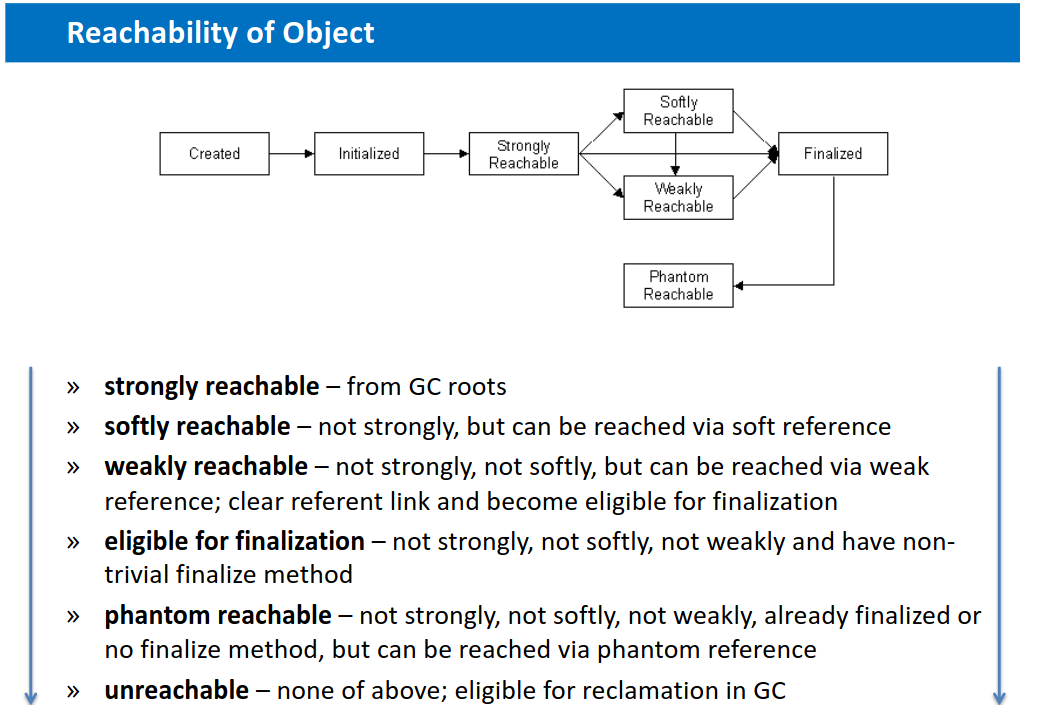 Reachability of Object
Softly
Reachable
Created
Initialized
Strongly
Reachable
Finalized
Weakly
Reachable
Phantom
Reachable
» strongly reachable – from GC roots
» softly reachable – not strongly, but can be reached via soft reference
» weakly reachable – not strongly, not softly, but can be reached via weak
reference; clear referent link and become eligible for finalization
» eligible for finalization – not strongly, not softly, not weakly and have non-
trivial finalize method
» phantom reachable – not strongly, not softly, not weakly, already finalized or
no finalize method, but can be reached via phantom reference
» unreachable – none of above; eligible for reclamation in GC